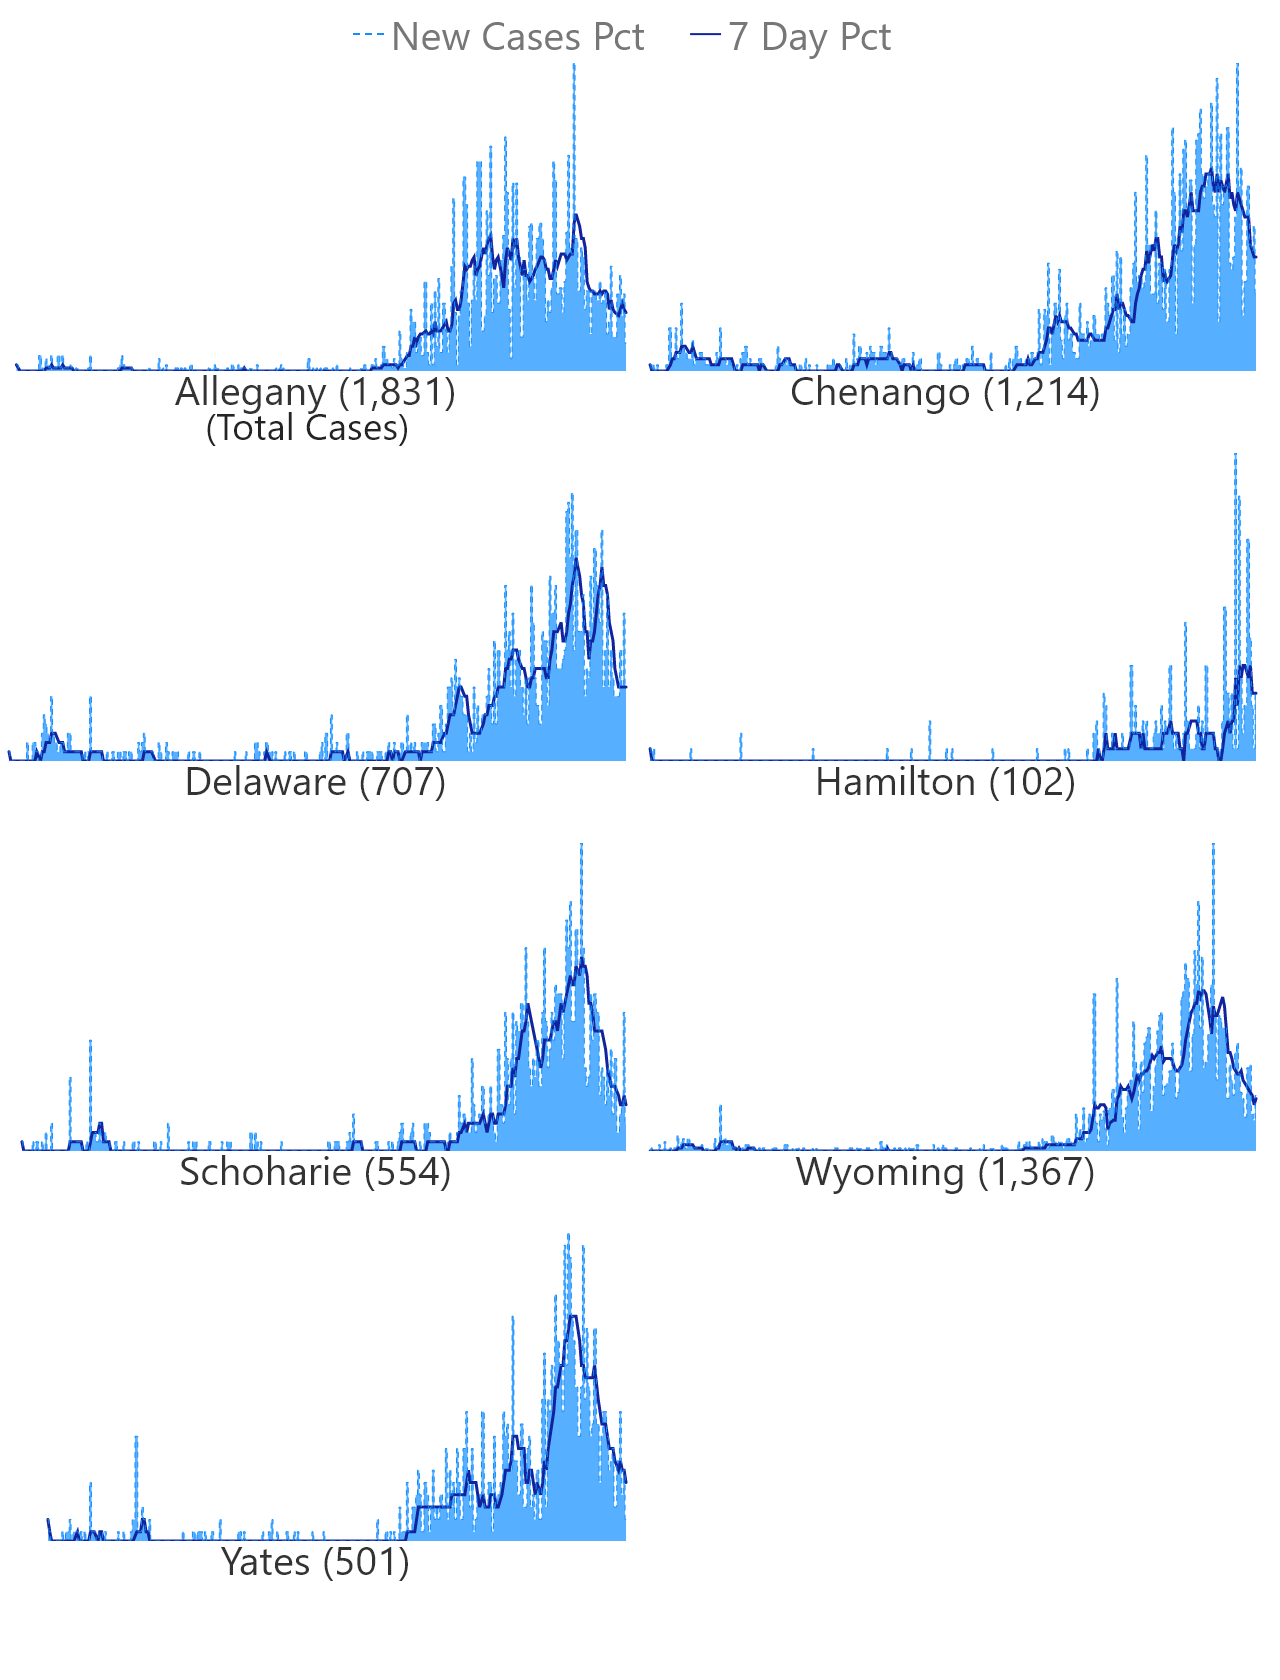 New Cases Pct 7 Day Pct
Allegany (1,831) Chenango (1,214)
(Total Cases)
Delaware (707) Hamilton (102)
Schoharie (554) Wyoming (1,367)
Yates (501)